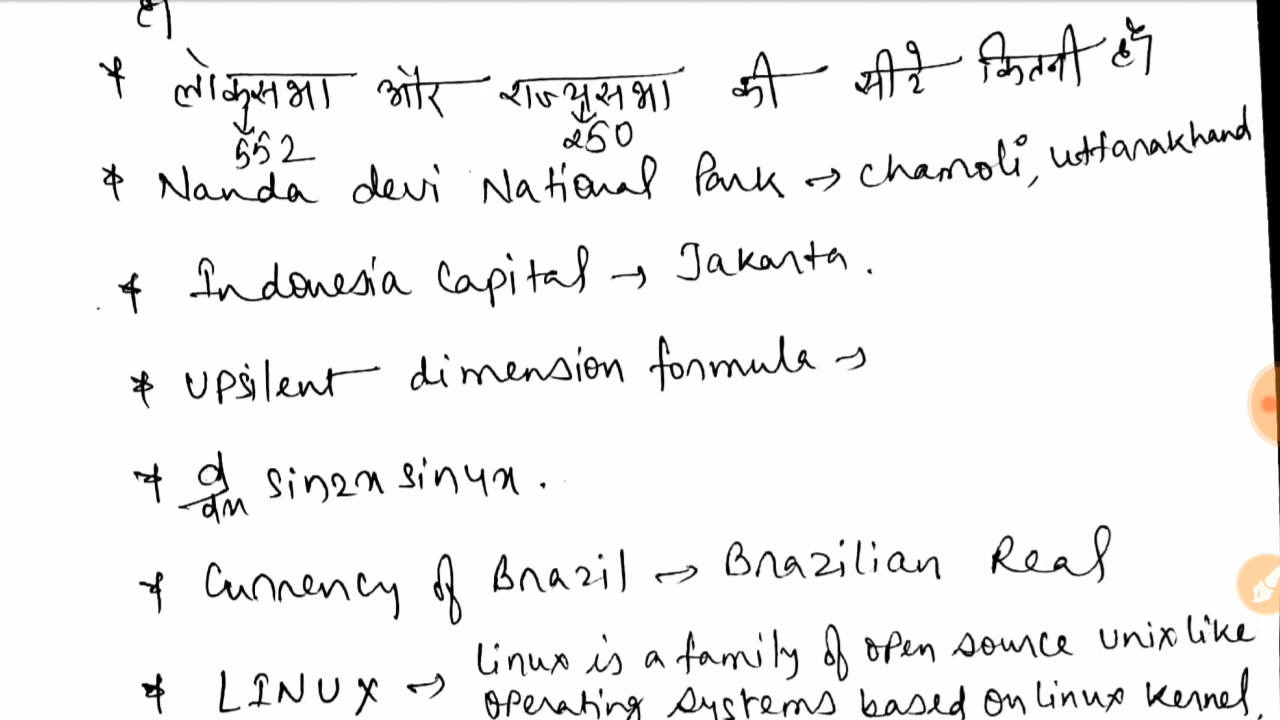 है।
* लोकसभा और राज्यसभा की सीटे कितनी है।
552 250
* Nanda devi National Park → chamoli, uttarakhand
* Indonesia Capital → Jakarta.
* Upsilent dimension formula →
* d/dx sin2x sin4x.
* Currency of Brazil → Brazilian Real
* LINUX → Linux is a family of open source unix like
operating systems based on linux kernel.